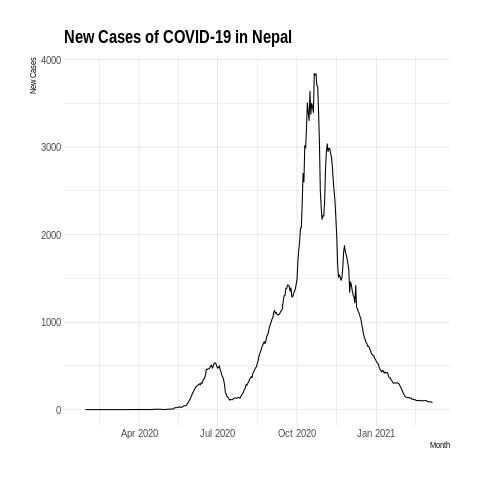 New Cases of COVID-19 in Nepal
New Cases
4000
3000
2000
1000
0
Apr 2020
Jul 2020
Oct 2020
Jan 2021
Month